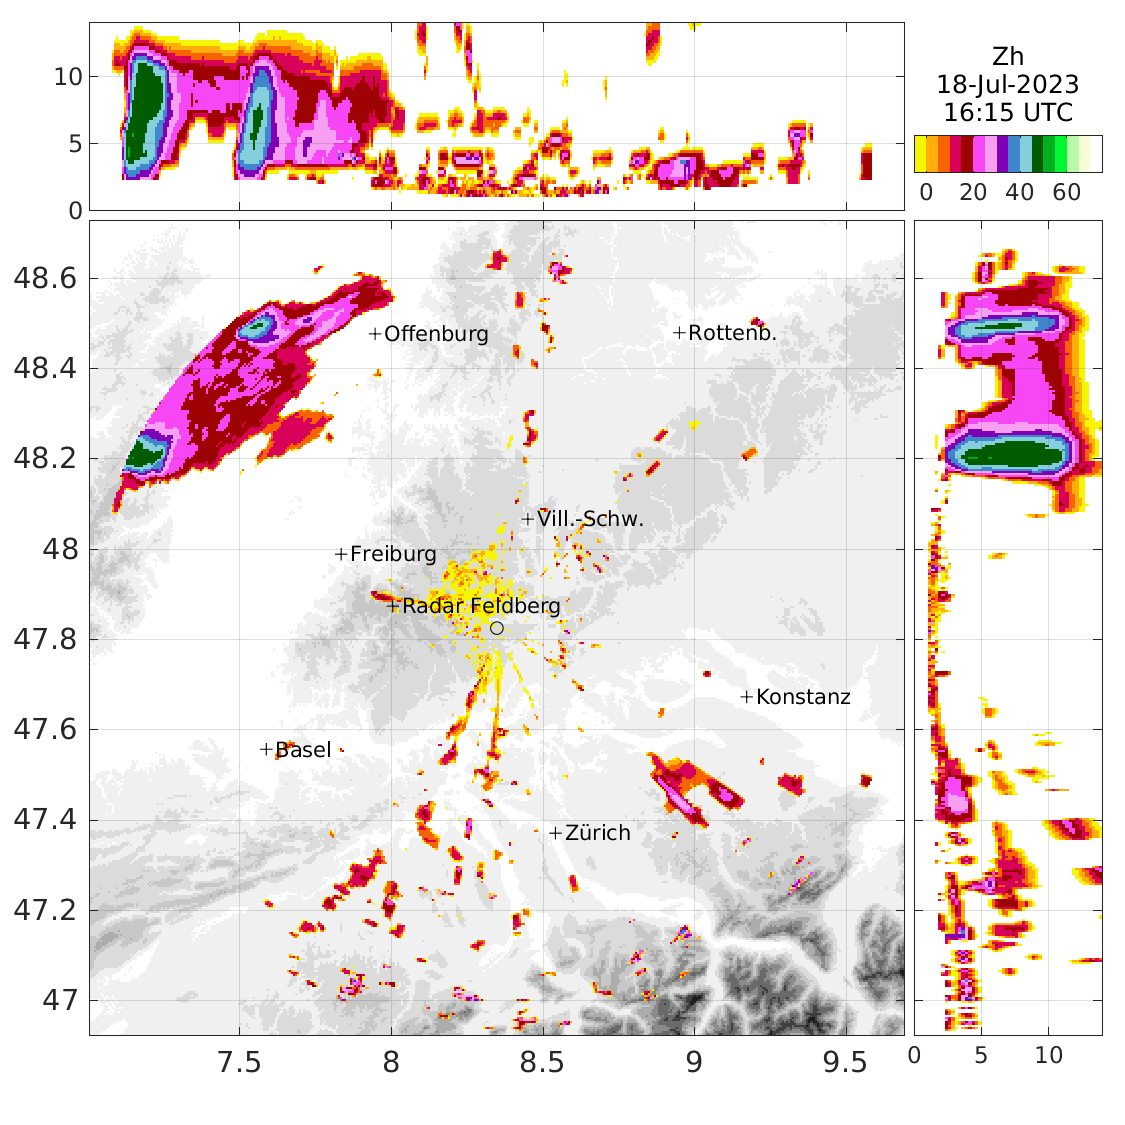 10
5
0
Zh
18-Jul-2023
16:15 UTC
0 20 40 60
48.6
48.4
48.2
48
47.8
47.6
47.4
47.2
47
+Offenburg
+Rottenb.
+Vill.-Schw.
+Freiburg
+Radar Feldberg
+Konstanz
+Basel
+Zürich
7.5 8 8.5 9 9.5
0 5 10